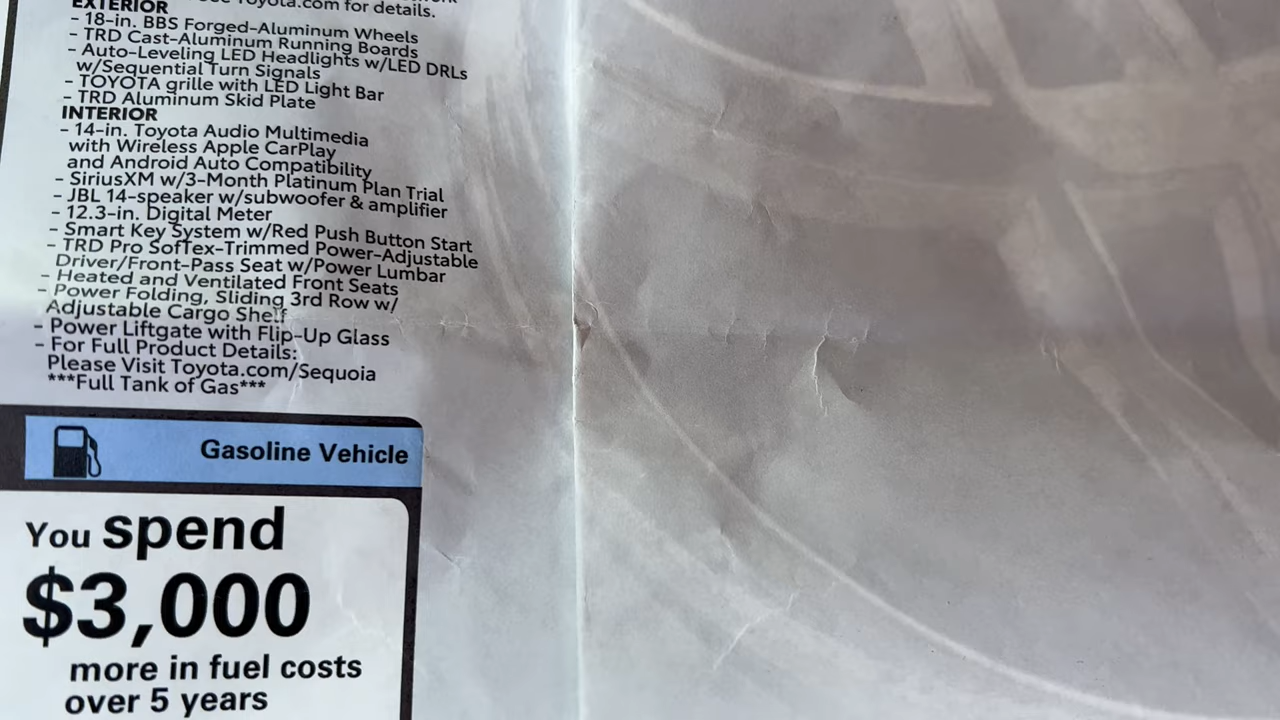 Toyota.com for details.
EXTERIOR
- 18-in. BBS Forged-Aluminum Wheels
- TRD Cast-Aluminum Running Boards
- Auto-Leveling LED Headlights w/LED DRLs
w/Sequential Turn Signals
- TOYOTA grille with LED Light Bar
- TRD Aluminum Skid Plate
INTERIOR
- 14-in. Toyota Audio Multimedia
with Wireless Apple CarPlay
and Android Auto Compatibility
- SiriusXM w/3-Month Platinum Plan Trial
- JBL 14-speaker w/subwoofer & amplifier
- 12.3-in. Digital Meter
- Smart Key System w/Red Push Button Start
- TRD Pro SofTex-Trimmed Power-Adjustable
Driver/Front-Pass Seat w/Power Lumbar
- Heated and Ventilated Front Seats
- Power Folding, Sliding 3rd Row w/
Adjustable Cargo Shelf
- Power Liftgate with Flip-Up Glass
- For Full Product Details:
Please Visit Toyota.com/Sequoia
***Full Tank of Gas***
Gasoline Vehicle
You spend
$3,000
more in fuel costs
over 5 years